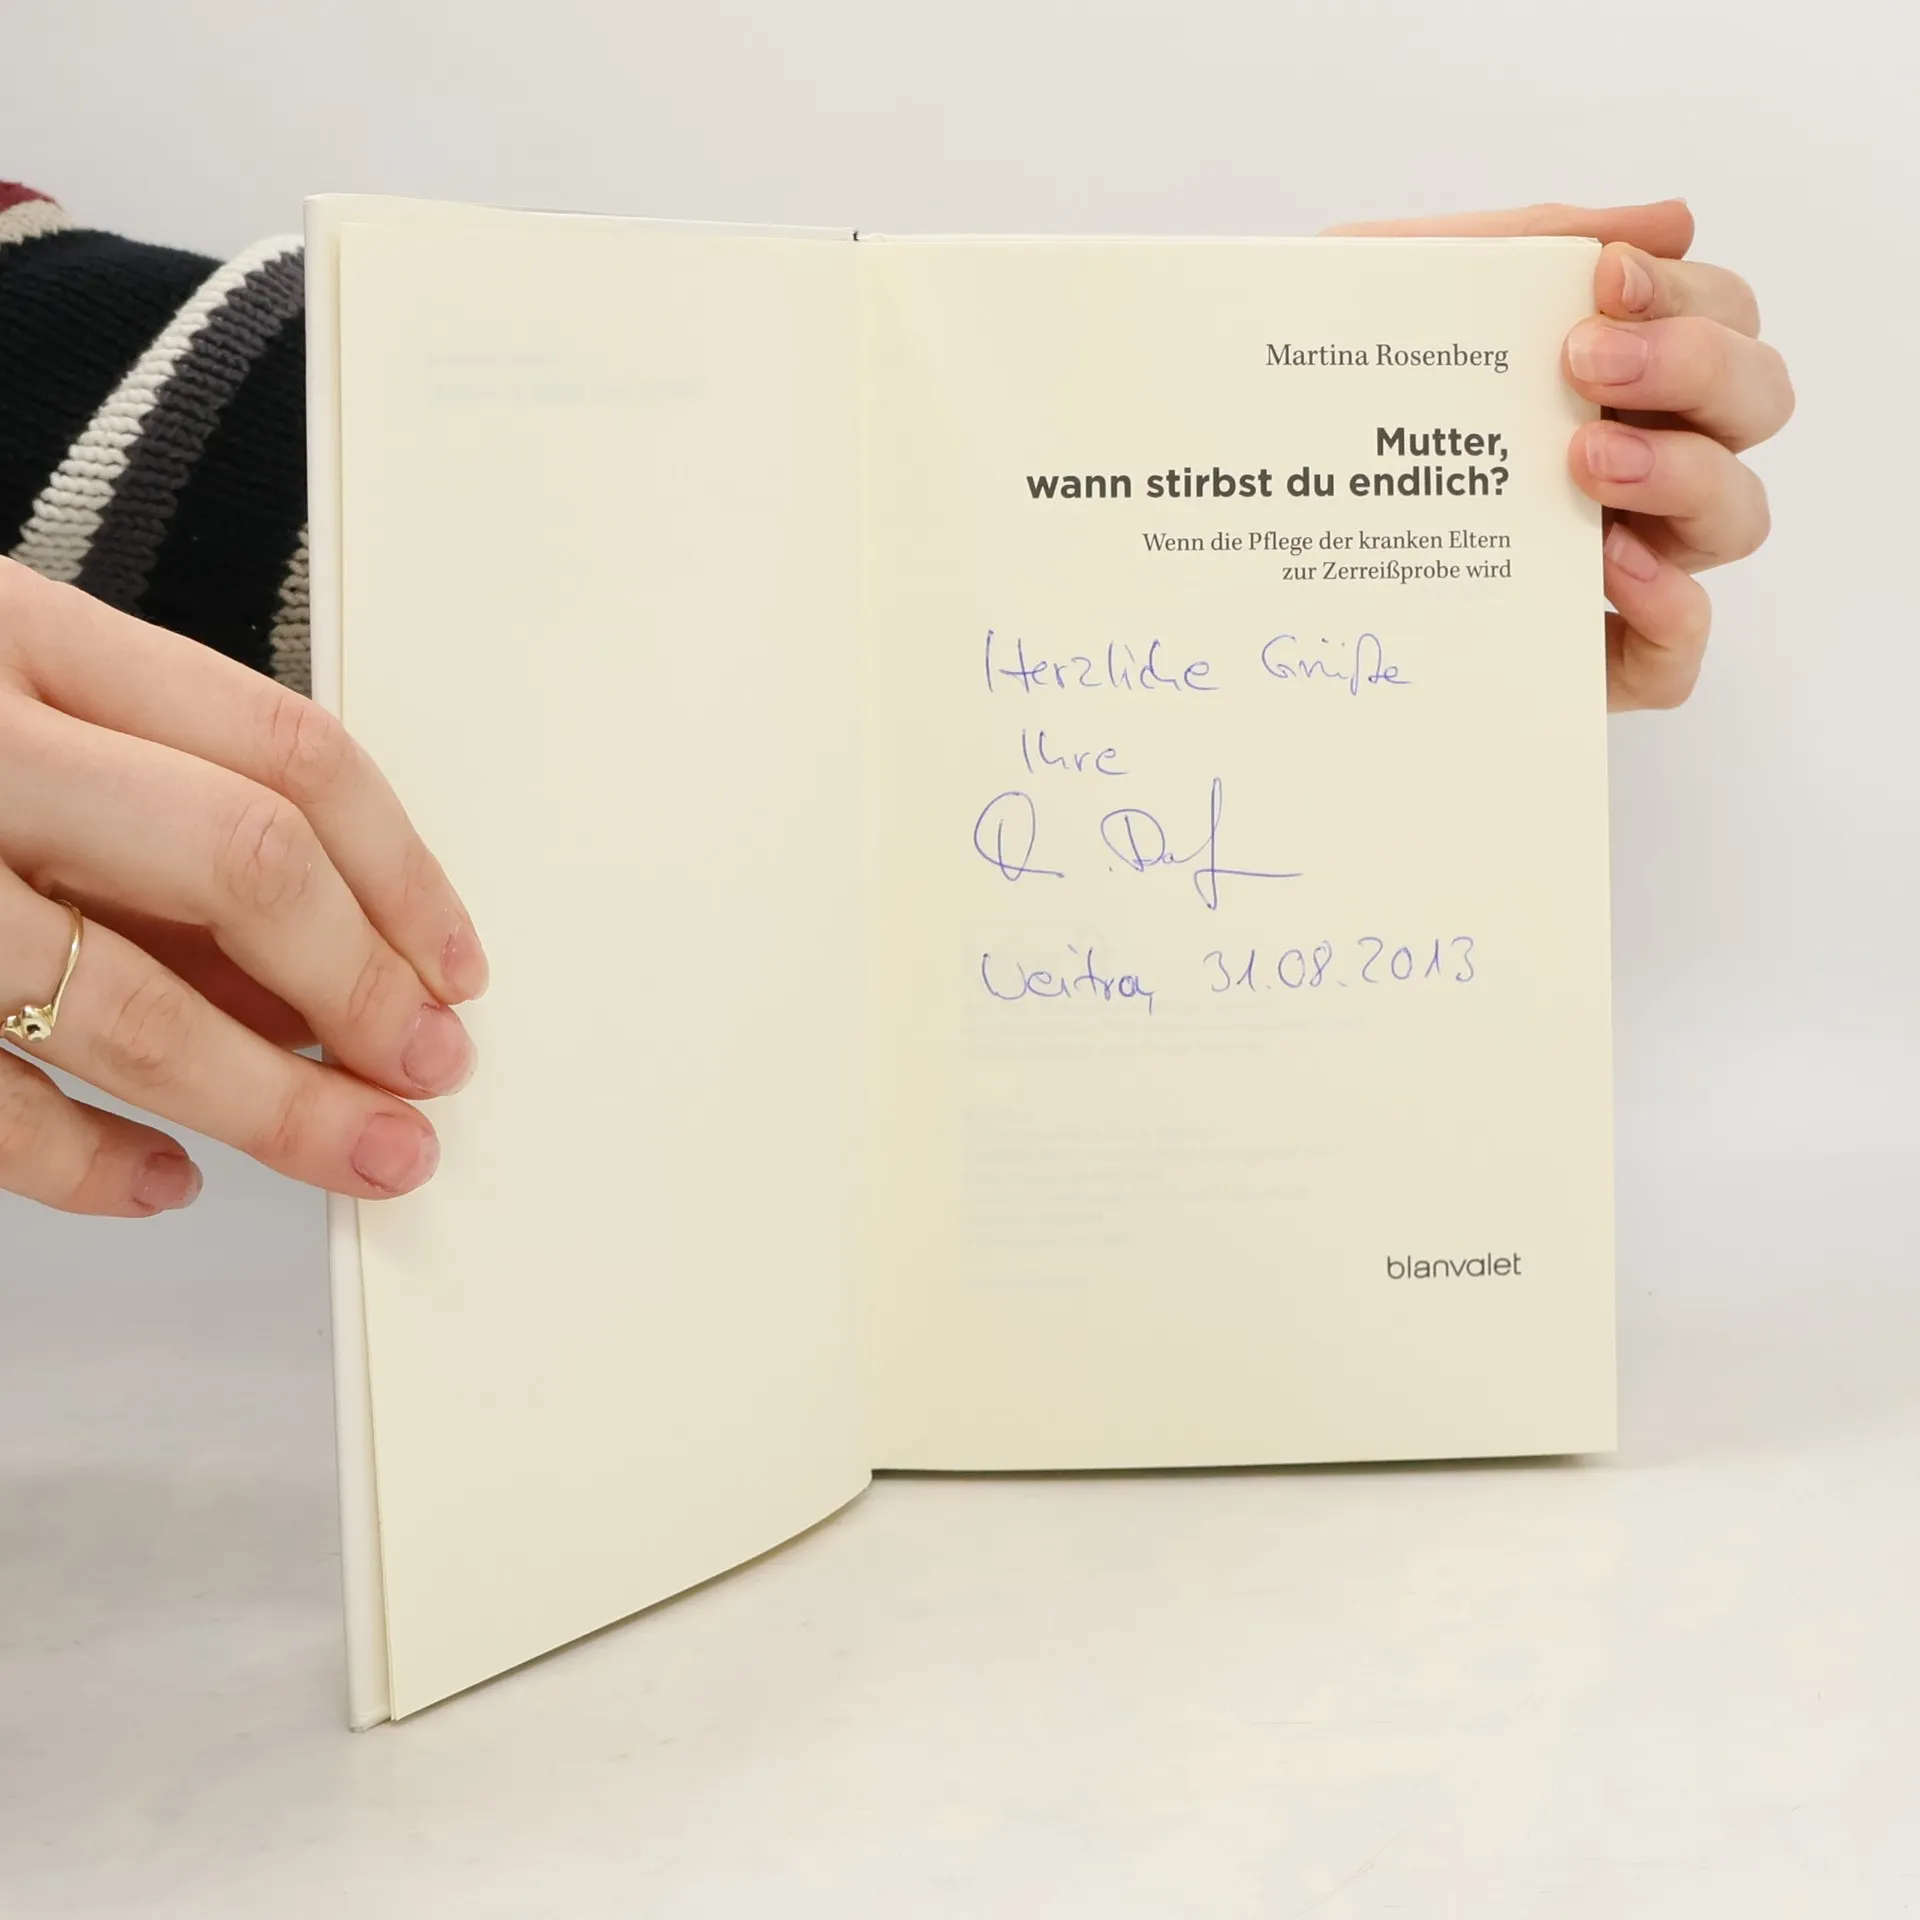 Martina Rosenberg
Mutter,
wann stirbst du endlich?
Wenn die Pflege der kranken Eltern
zur Zerreißprobe wird
Herzliche Grüße
Ihre
Weitra, 31.08.2013
blanvalet